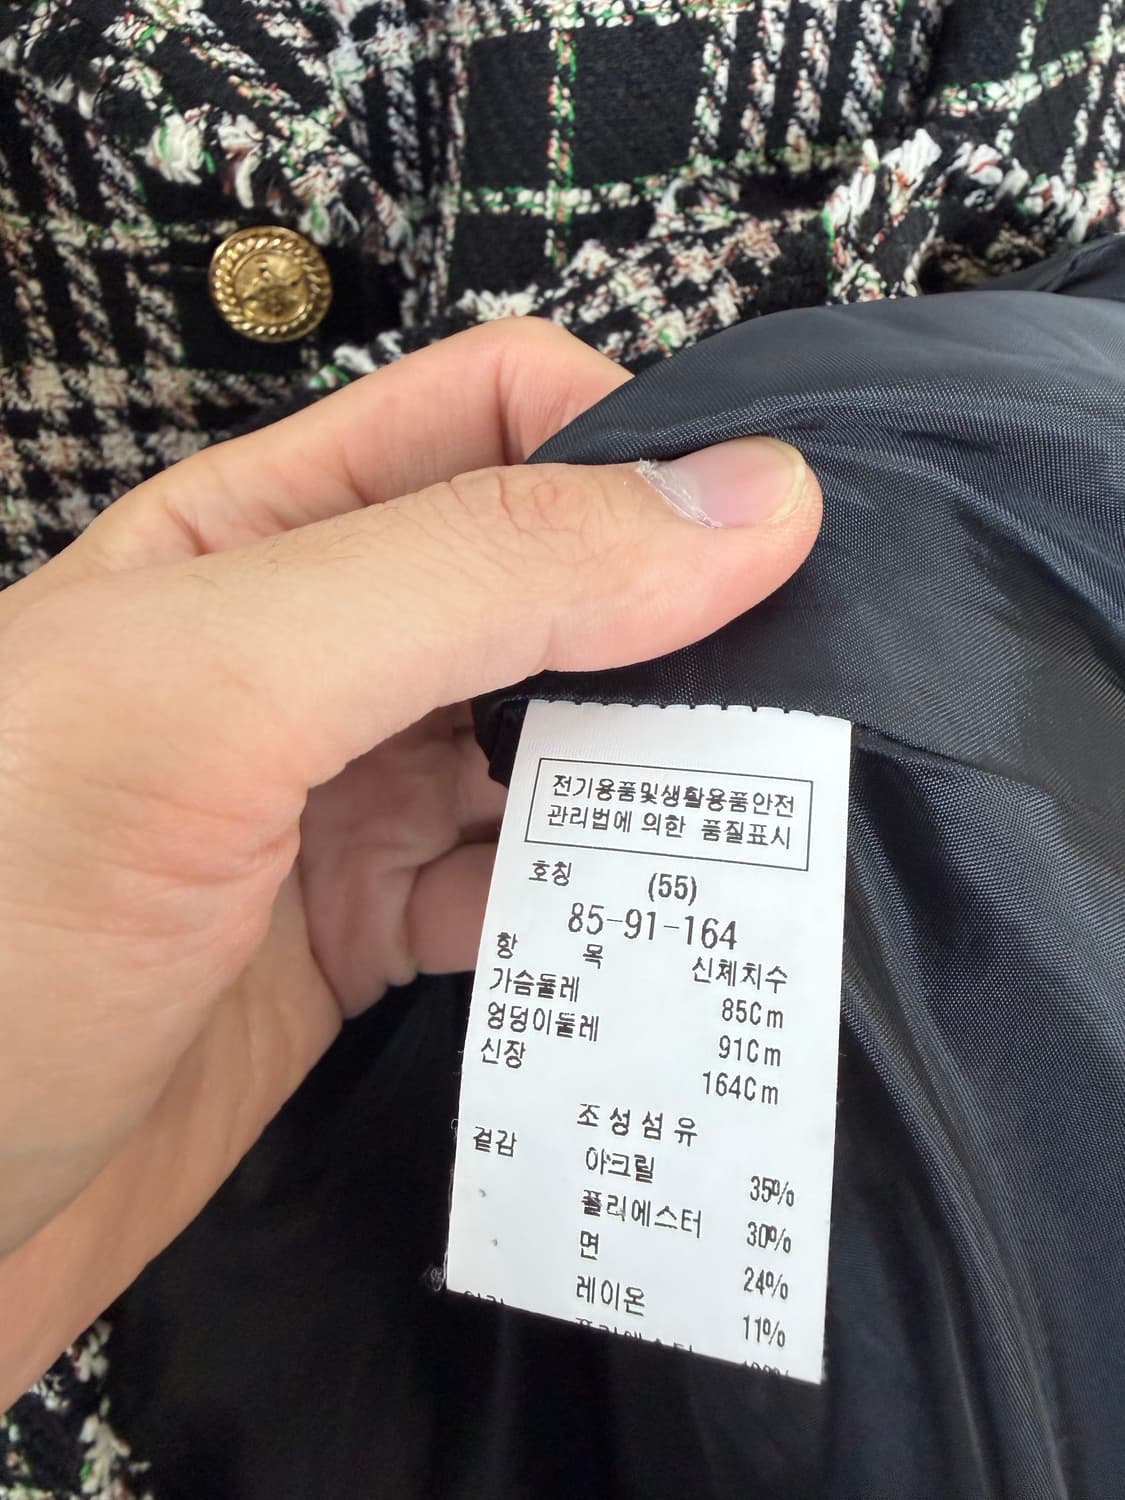 전기용품및생활용품안전
관리법에 의한 품질표시
호칭 (55)
85-91-164
항 목 신체치수
가슴둘레 85Cm
엉덩이둘레 91Cm
신장 164Cm
조성섬유
겉감 아크릴 35%
폴리에스터 30%
면 24%
레이온 11%